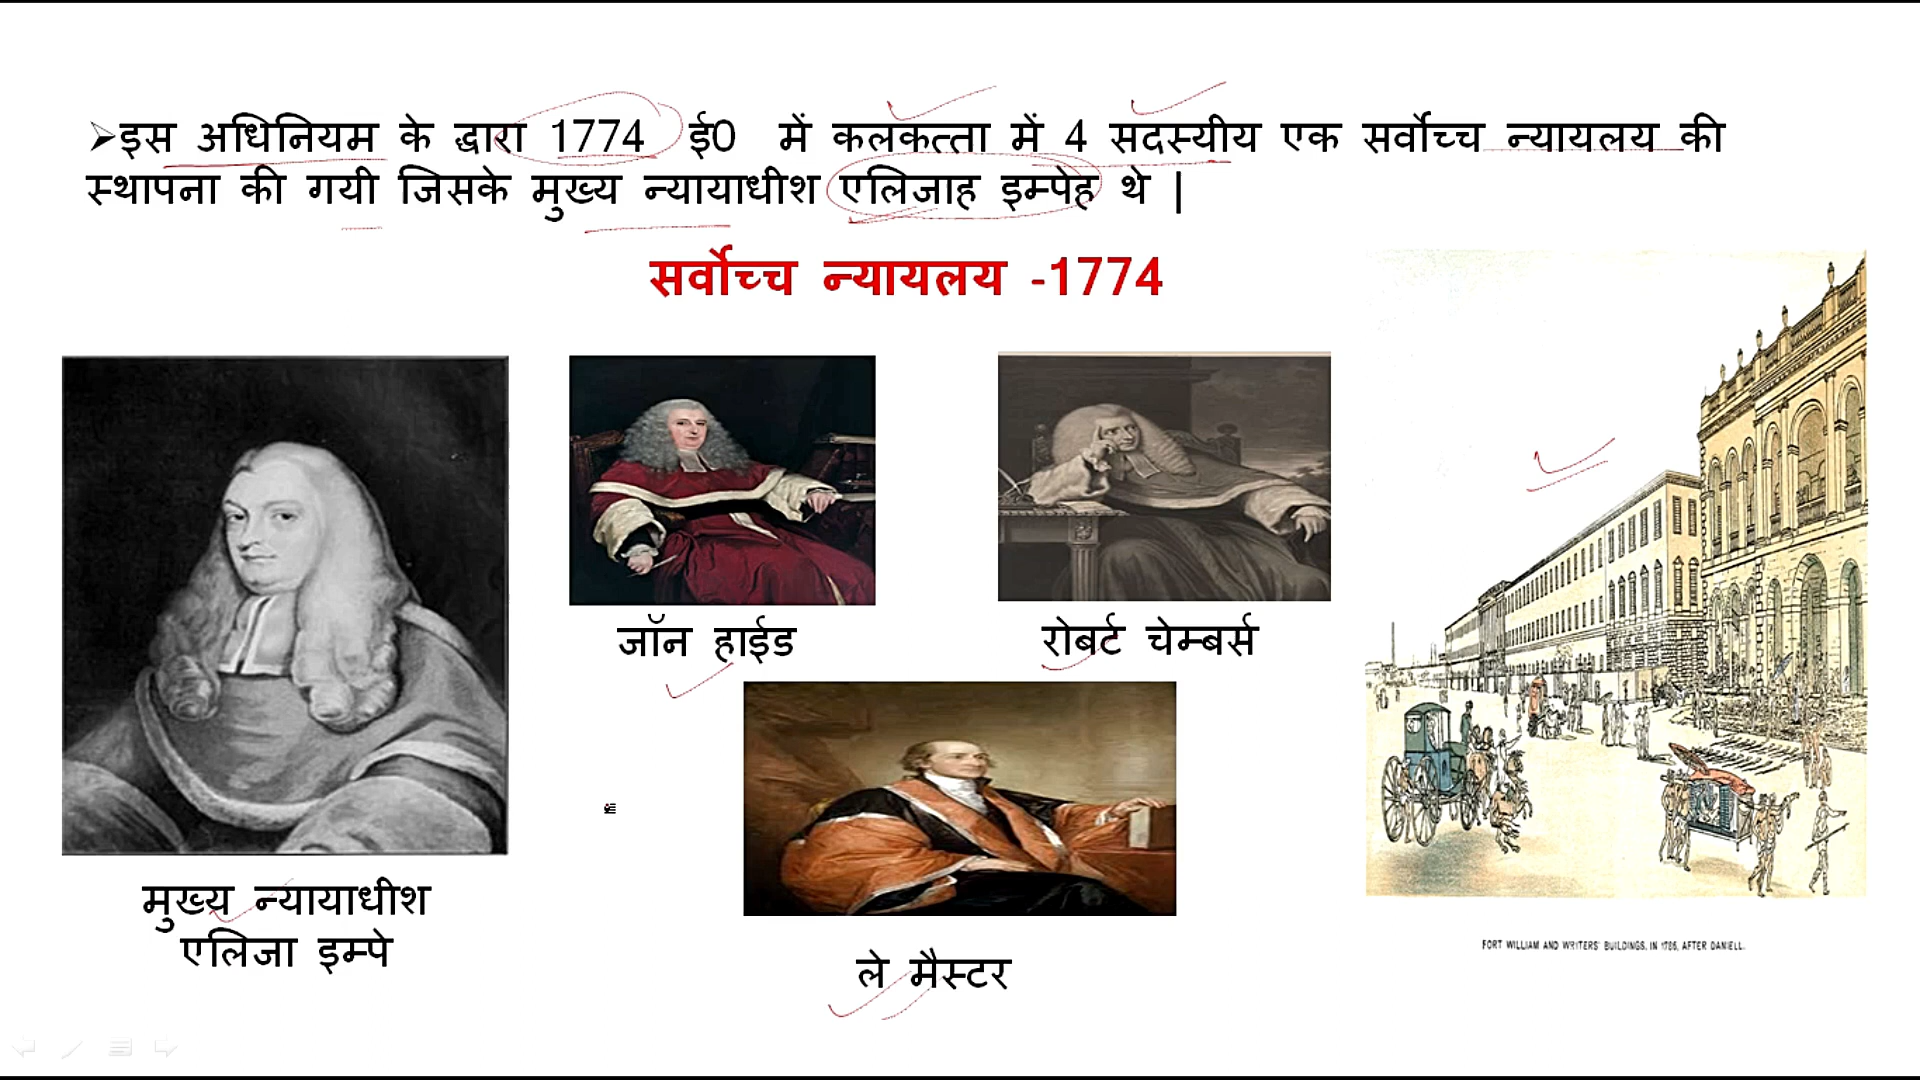 ➢इस अधिनियम के द्धारा 1774 ई0 में कलकत्ता में 4 सदस्यीय एक सर्वोच्च न्यायलय की
स्थापना की गयी जिसके मुख्य न्यायाधीश एलिजाह इम्पेह थे |
सर्वोच्च न्यायलय -1774
जॉन हाईड
रोबर्ट चेम्बर्स
मुख्य न्यायाधीश
एलिजा इम्पे
ले मैस्टर
FORT WILLIAM AND WRITERS' BUILDINGS, IN 1786, AFTER DANIELL.